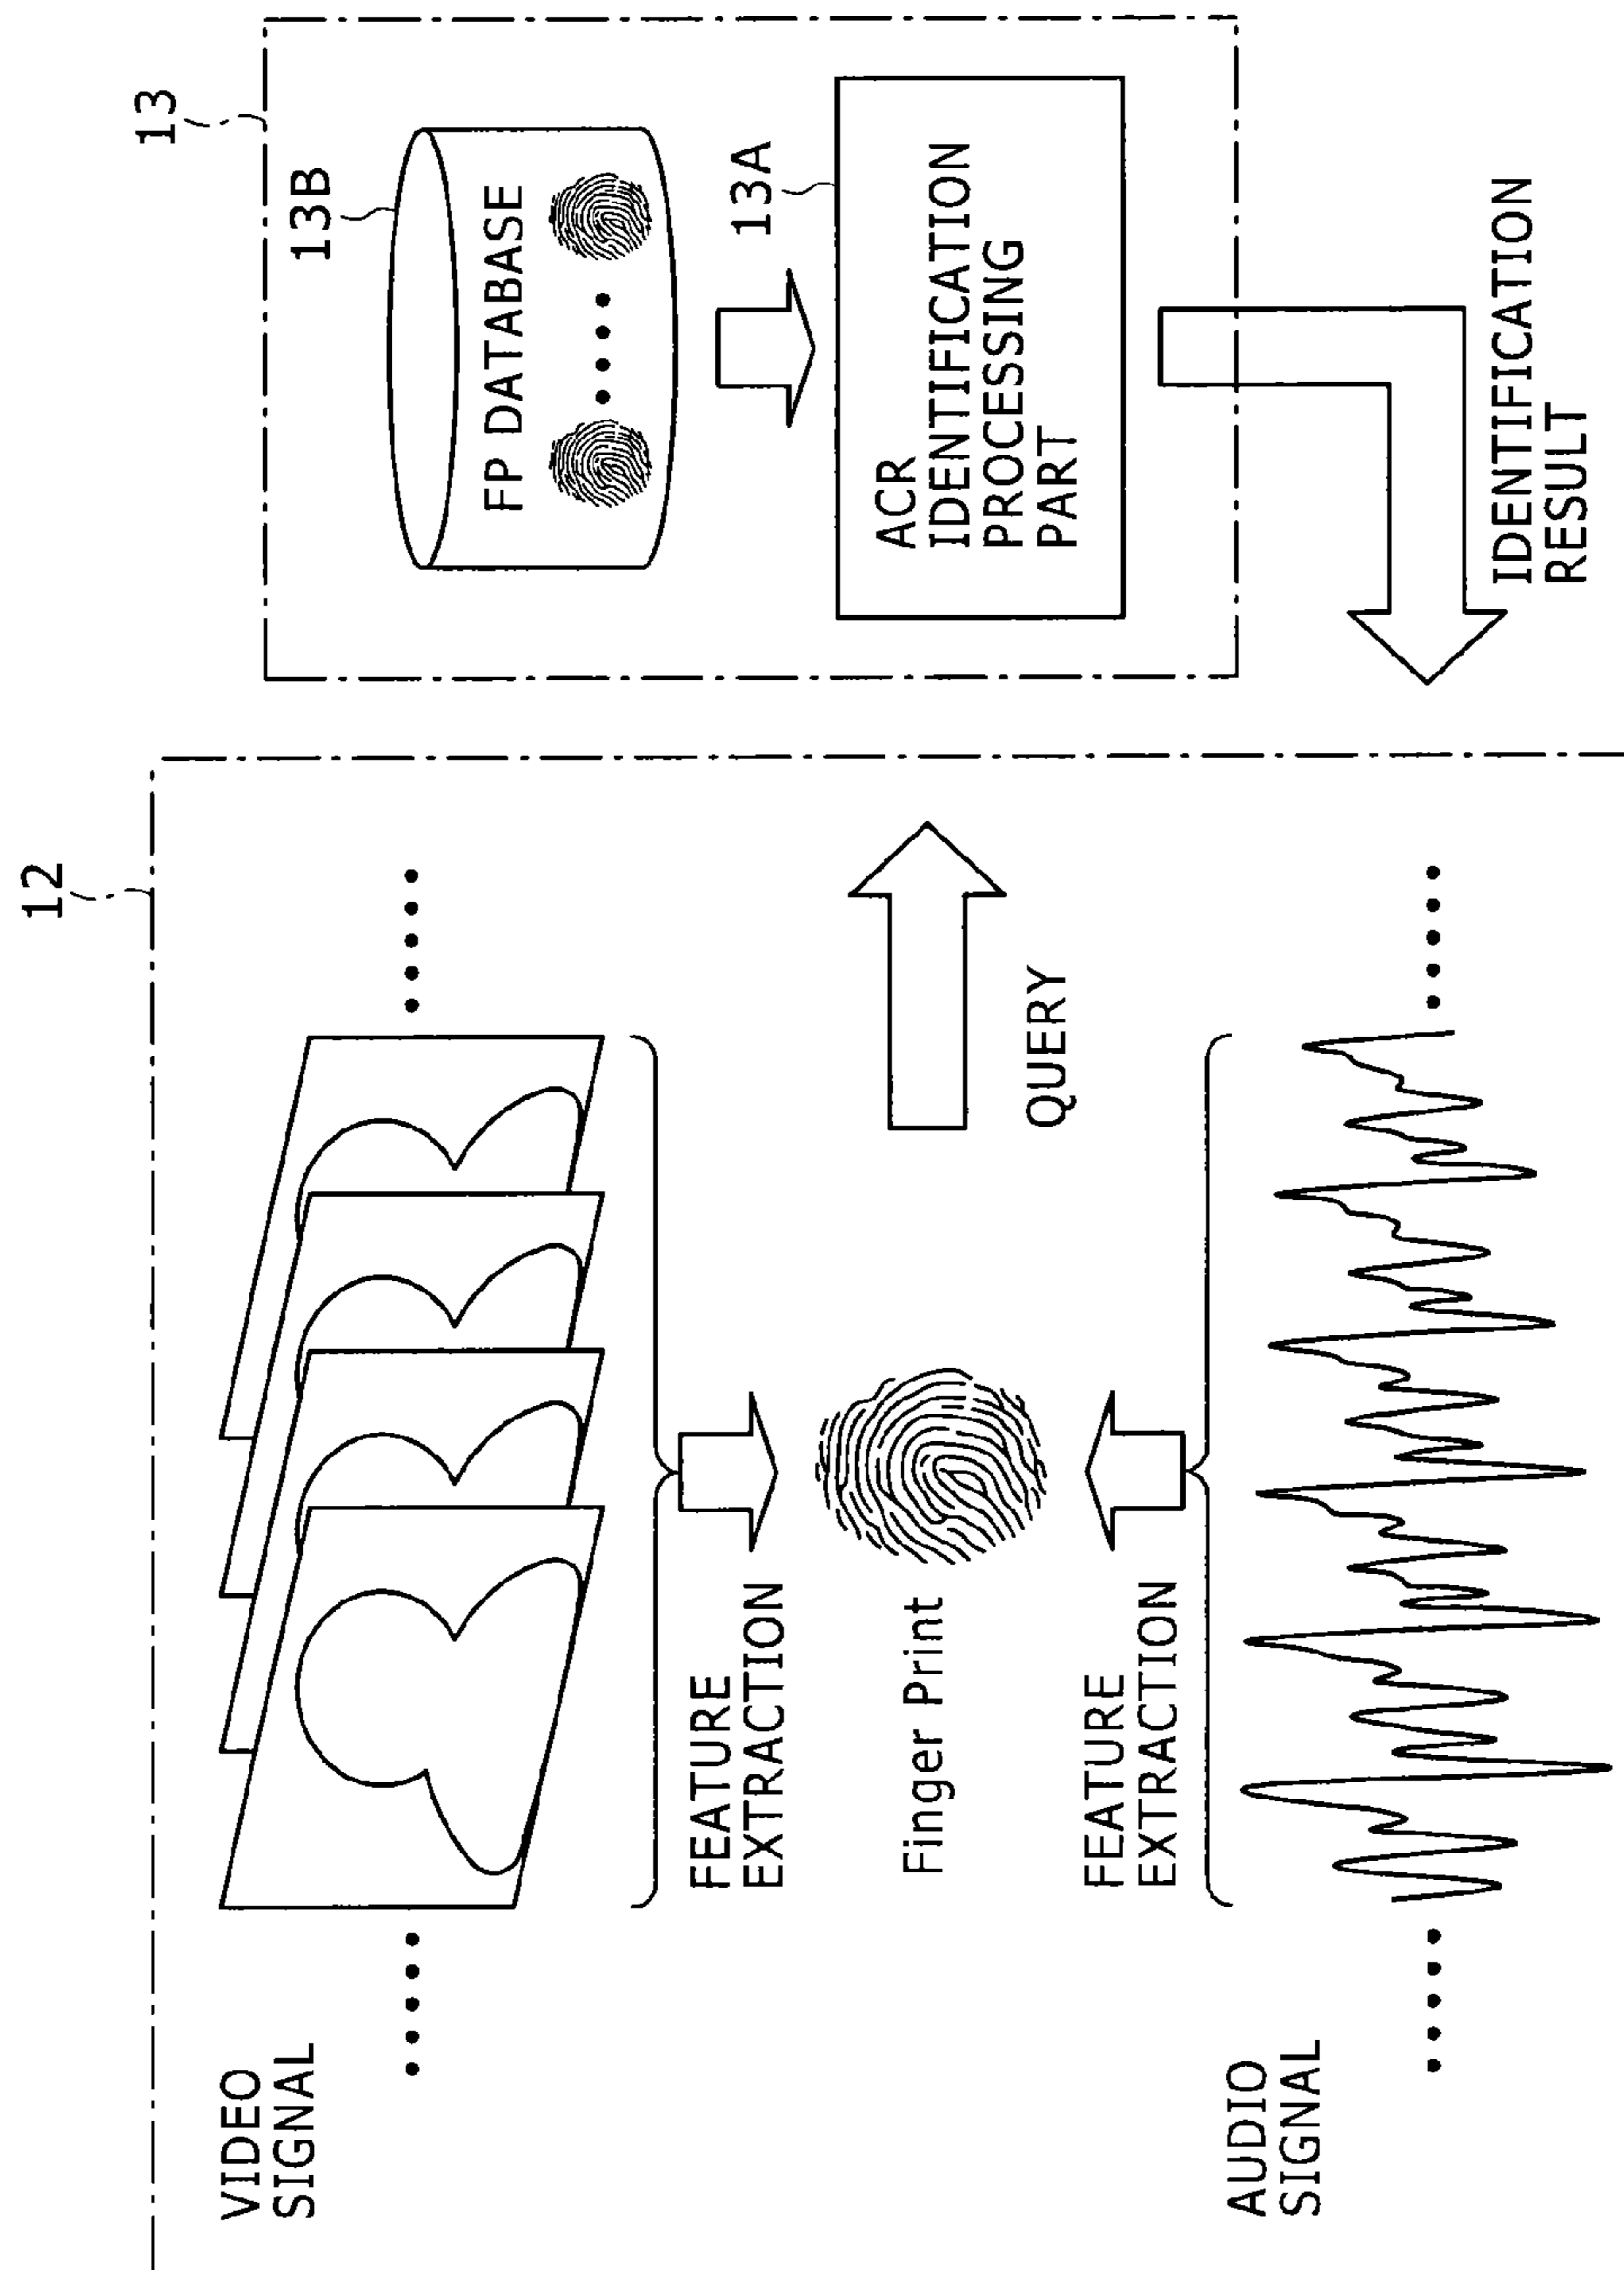 12
VIDEO
SIGNAL
FEATURE
EXTRACTION
Finger Print
QUERY
FEATURE
EXTRACTION
AUDIO
SIGNAL
13
13B
FP DATABASE
13A
ACR
IDENTIFICATION
PROCESSING
PART
IDENTIFICATION
RESULT